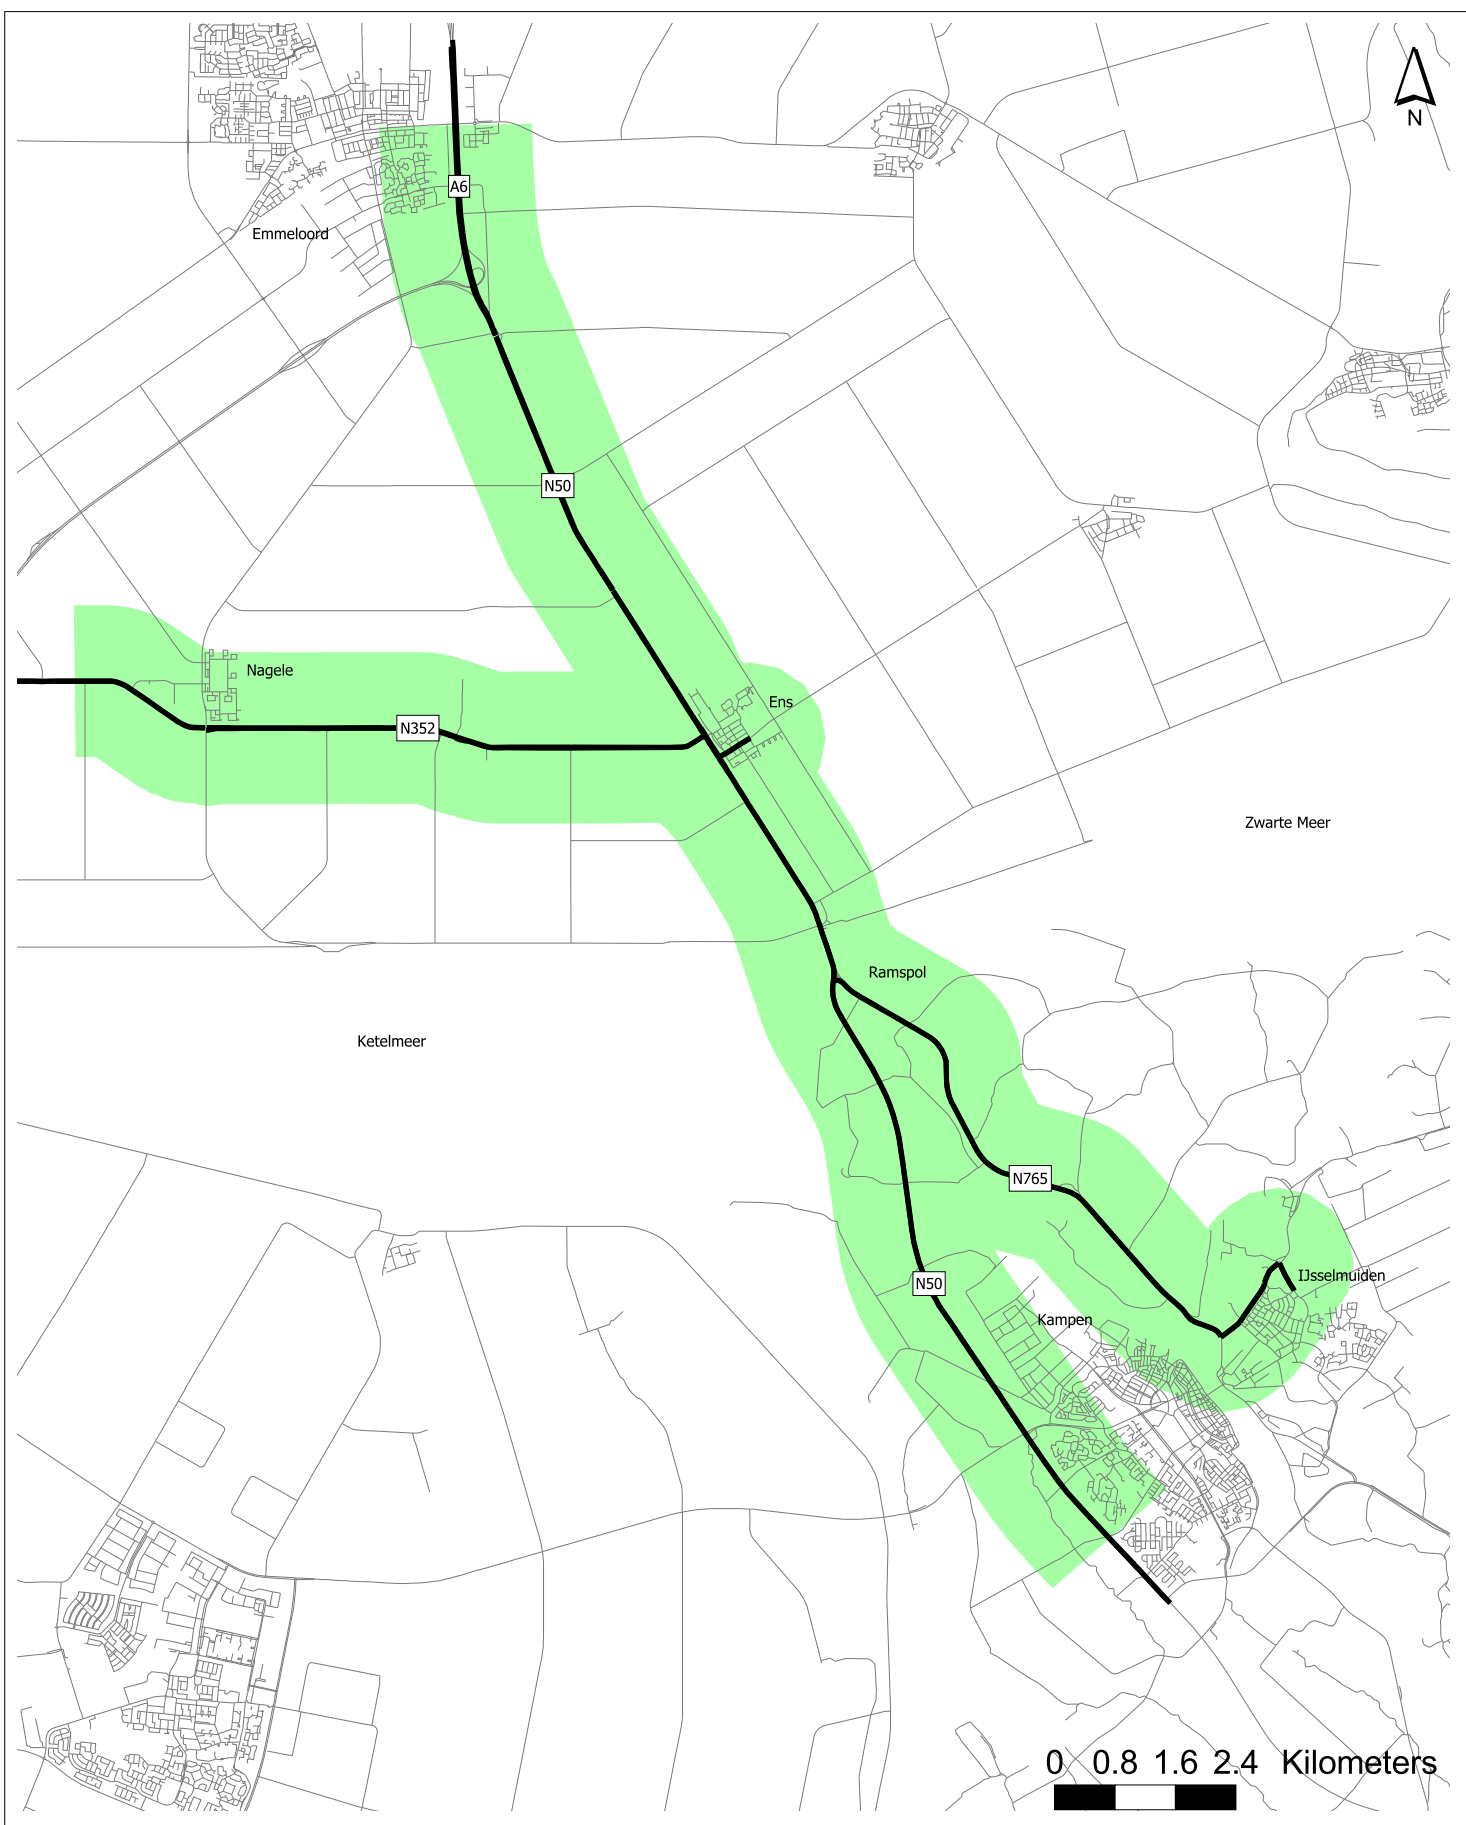 N
A6
Emmeloord
N50
Nagele
Ens
N352
Zwarte Meer
Ramspol
Ketelmeer
N765
IJsselmuiden
N50
Kampen
0 0.8 1.6 2.4 Kilometers